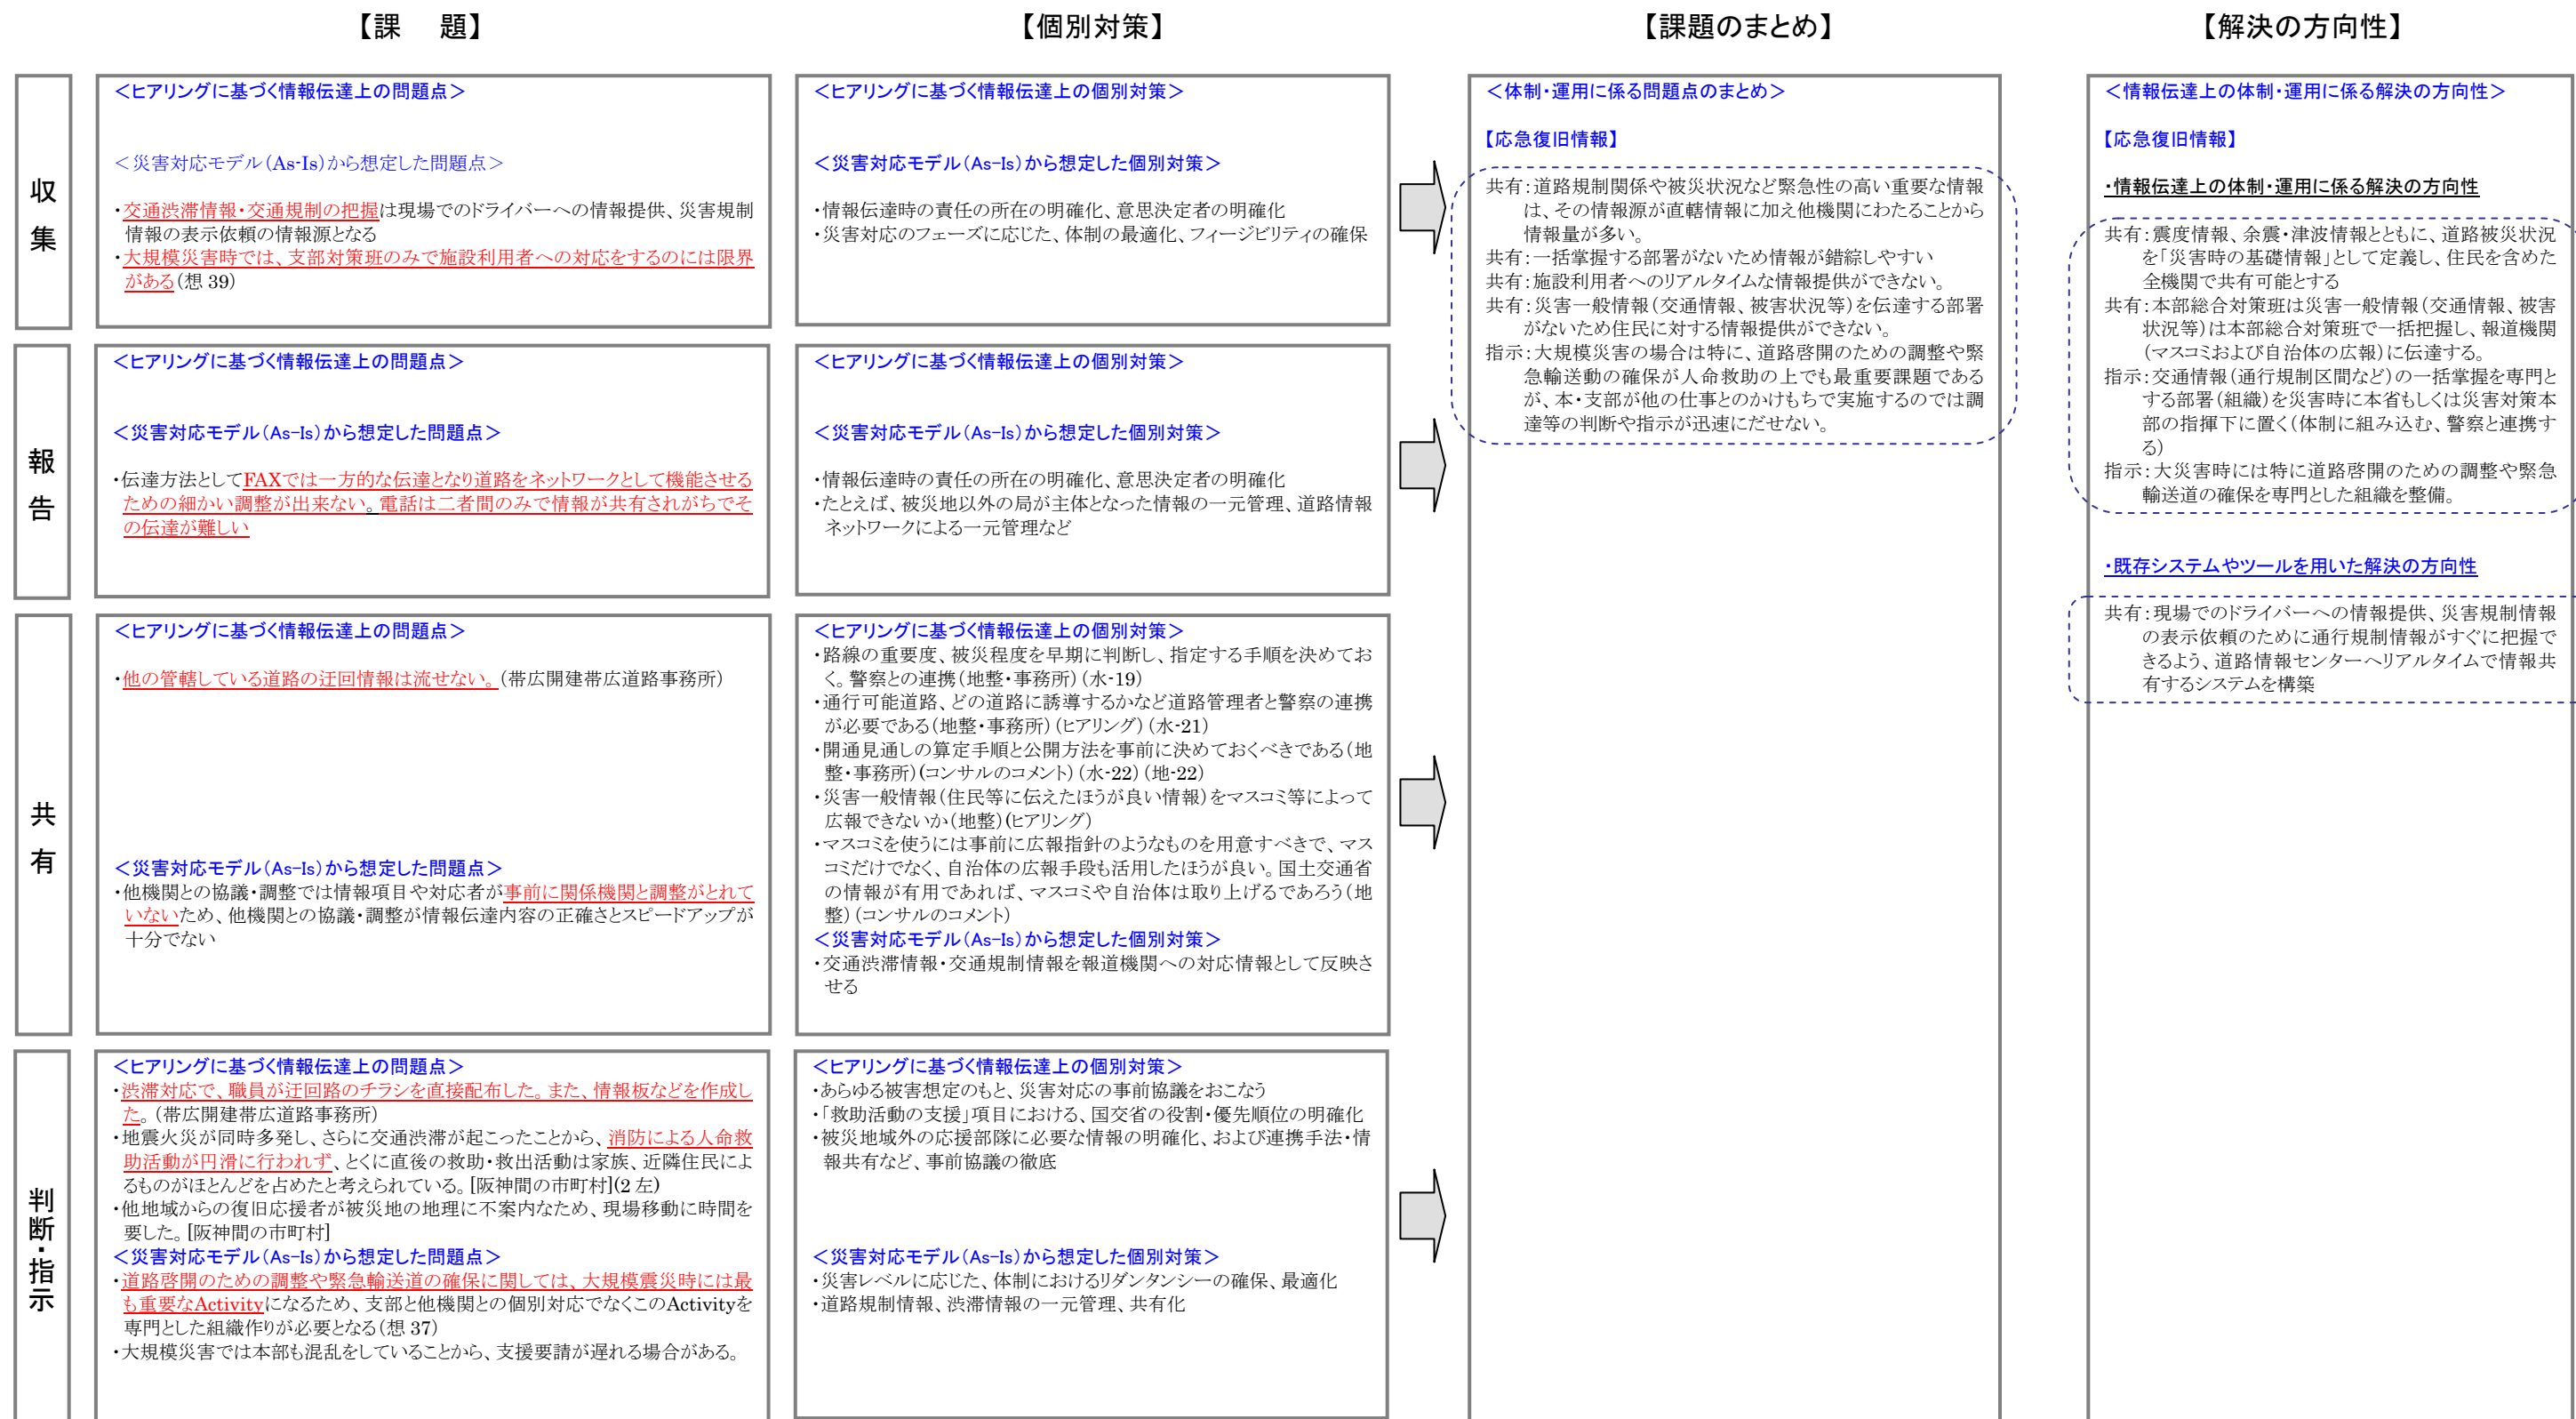 【課　題】
【個別対策】
【課題のまとめ】
【解決の方向性】
収
集
＜ヒアリングに基づく情報伝達上の問題点＞
＜災害対応モデル（As-Is）から想定した問題点＞
・交通渋滞情報・交通規制の把握は現場でのドライバーへの情報提供、災害規制
情報の表示依頼の情報源となる
・大規模災害時では、支部対策班のみで施設利用者への対応をするのには限界
がある（想 39）
＜ヒアリングに基づく情報伝達上の個別対策＞
＜災害対応モデル（As-Is）から想定した個別対策＞
・情報伝達時の責任の所在の明確化、意思決定者の明確化
・災害対応のフェーズに応じた、体制の最適化、フィージビリティの確保
報
告
＜ヒアリングに基づく情報伝達上の問題点＞
＜災害対応モデル（As-Is）から想定した問題点＞
・伝達方法としてFAXでは一方的な伝達となり道路をネットワークとして機能させる
ための細かい調整が出来ない。電話は二者間のみで情報が共有されがちでそ
の伝達が難しい
＜ヒアリングに基づく情報伝達上の個別対策＞
＜災害対応モデル（As-Is）から想定した個別対策＞
・情報伝達時の責任の所在の明確化、意思決定者の明確化
・たとえば、被災地以外の局が主体となった情報の一元管理、道路情報
ネットワークによる一元管理など
共
有
＜ヒアリングに基づく情報伝達上の問題点＞
・他の管轄している道路の迂回情報は流せない。（帯広開建帯広道路事務所）
＜災害対応モデル（As-Is）から想定した問題点＞
・他機関との協議・調整では情報項目や対応者が事前に関係機関と調整がとれて
いないため、他機関との協議・調整が情報伝達内容の正確さとスピードアップが
十分でない
＜ヒアリングに基づく情報伝達上の個別対策＞
・路線の重要度、被災程度を早期に判断し、指定する手順を決めてお
く。警察との連携（地整・事務所）（水-19）
・通行可能道路、どの道路に誘導するかなど道路管理者と警察の連携
が必要である（地整・事務所）（ヒアリング）（水-21）
・開通見通しの算定手順と公開方法を事前に決めておくべきである（地
整・事務所）（コンサルのコメント）（水-22）（地-22）
・災害一般情報（住民等に伝えたほうが良い情報）をマスコミ等によって
広報できないか（地整）（ヒアリング）
・マスコミを使うには事前に広報指針のようなものを用意すべきで、マス
コミだけでなく、自治体の広報手段も活用したほうが良い。国土交通省
の情報が有用であれば、マスコミや自治体は取り上げるであろう（地
整）（コンサルのコメント）
＜災害対応モデル（As-Is）から想定した個別対策＞
・交通渋滞情報・交通規制情報を報道機関への対応情報として反映さ
せる
判断・指示
＜ヒアリングに基づく情報伝達上の問題点＞
・渋滞対応で、職員が迂回路のチラシを直接配布した。また、情報板などを作成し
た。（帯広開建帯広道路事務所）
・地震火災が同時多発し、さらに交通渋滞が起こったことから、消防による人命救
助活動が円滑に行われず、とくに直後の救助・救出活動は家族、近隣住民によ
るものがほとんどを占めたと考えられている。[阪神間の市町村](2 左)
・他地域からの復旧応援者が被災地の地理に不案内なため、現場移動に時間を
要した。[阪神間の市町村]
＜災害対応モデル（As-Is）から想定した問題点＞
・道路啓開のための調整や緊急輸送道の確保に関しては、大規模震災時には最
も重要なActivityになるため、支部と他機関との個別対応でなくこのActivityを
専門とした組織作りが必要となる（想 37）
・大規模災害では本部も混乱をしていることから、支援要請が遅れる場合がある。
＜ヒアリングに基づく情報伝達上の個別対策＞
・あらゆる被害想定のもと、災害対応の事前協議をおこなう
・「救助活動の支援」項目における、国交省の役割・優先順位の明確化
・被災地域外の応援部隊に必要な情報の明確化、および連携手法・情
報共有など、事前協議の徹底
＜災害対応モデル（As-Is）から想定した個別対策＞
・災害レベルに応じた、体制におけるリダンタンシーの確保、最適化
・道路規制情報、渋滞情報の一元管理、共有化
＜体制・運用に係る問題点のまとめ＞
【応急復旧情報】
共有：道路規制関係や被災状況など緊急性の高い重要な情報
は、その情報源が直轄情報に加え他機関にわたることから
情報量が多い。
共有：一括掌握する部署がないため情報が錯綜しやすい
共有：施設利用者へのリアルタイムな情報提供ができない。
共有：災害一般情報（交通情報、被害状況等）を伝達する部署
がないため住民に対する情報提供ができない。
指示：大規模災害の場合は特に、道路啓開のための調整や緊
急輸送動の確保が人命救助の上でも最重要課題である
が、本・支部が他の仕事とのかけもちで実施するのでは調
達等の判断や指示が迅速にだせない。
＜情報伝達上の体制・運用に係る解決の方向性＞
【応急復旧情報】
・情報伝達上の体制・運用に係る解決の方向性
共有：震度情報、余震・津波情報とともに、道路被災状況
を「災害時の基礎情報」として定義し、住民を含めた
全機関で共有可能とする
共有：本部総合対策班は災害一般情報（交通情報、被害
状況等）は本部総合対策班で一括把握し、報道機関
（マスコミおよび自治体の広報）に伝達する。
指示：交通情報（通行規制区間など）の一括掌握を専門と
する部署（組織）を災害時に本省もしくは災害対策本
部の指揮下に置く（体制に組み込む、警察と連携す
る）
指示：大災害時には特に道路啓開のための調整や緊急
輸送道の確保を専門とした組織を整備。
・既存システムやツールを用いた解決の方向性
共有：現場でのドライバーへの情報提供、災害規制情報
の表示依頼のために通行規制情報がすぐに把握で
きるよう、道路情報センターへリアルタイムで情報共
有するシステムを構築